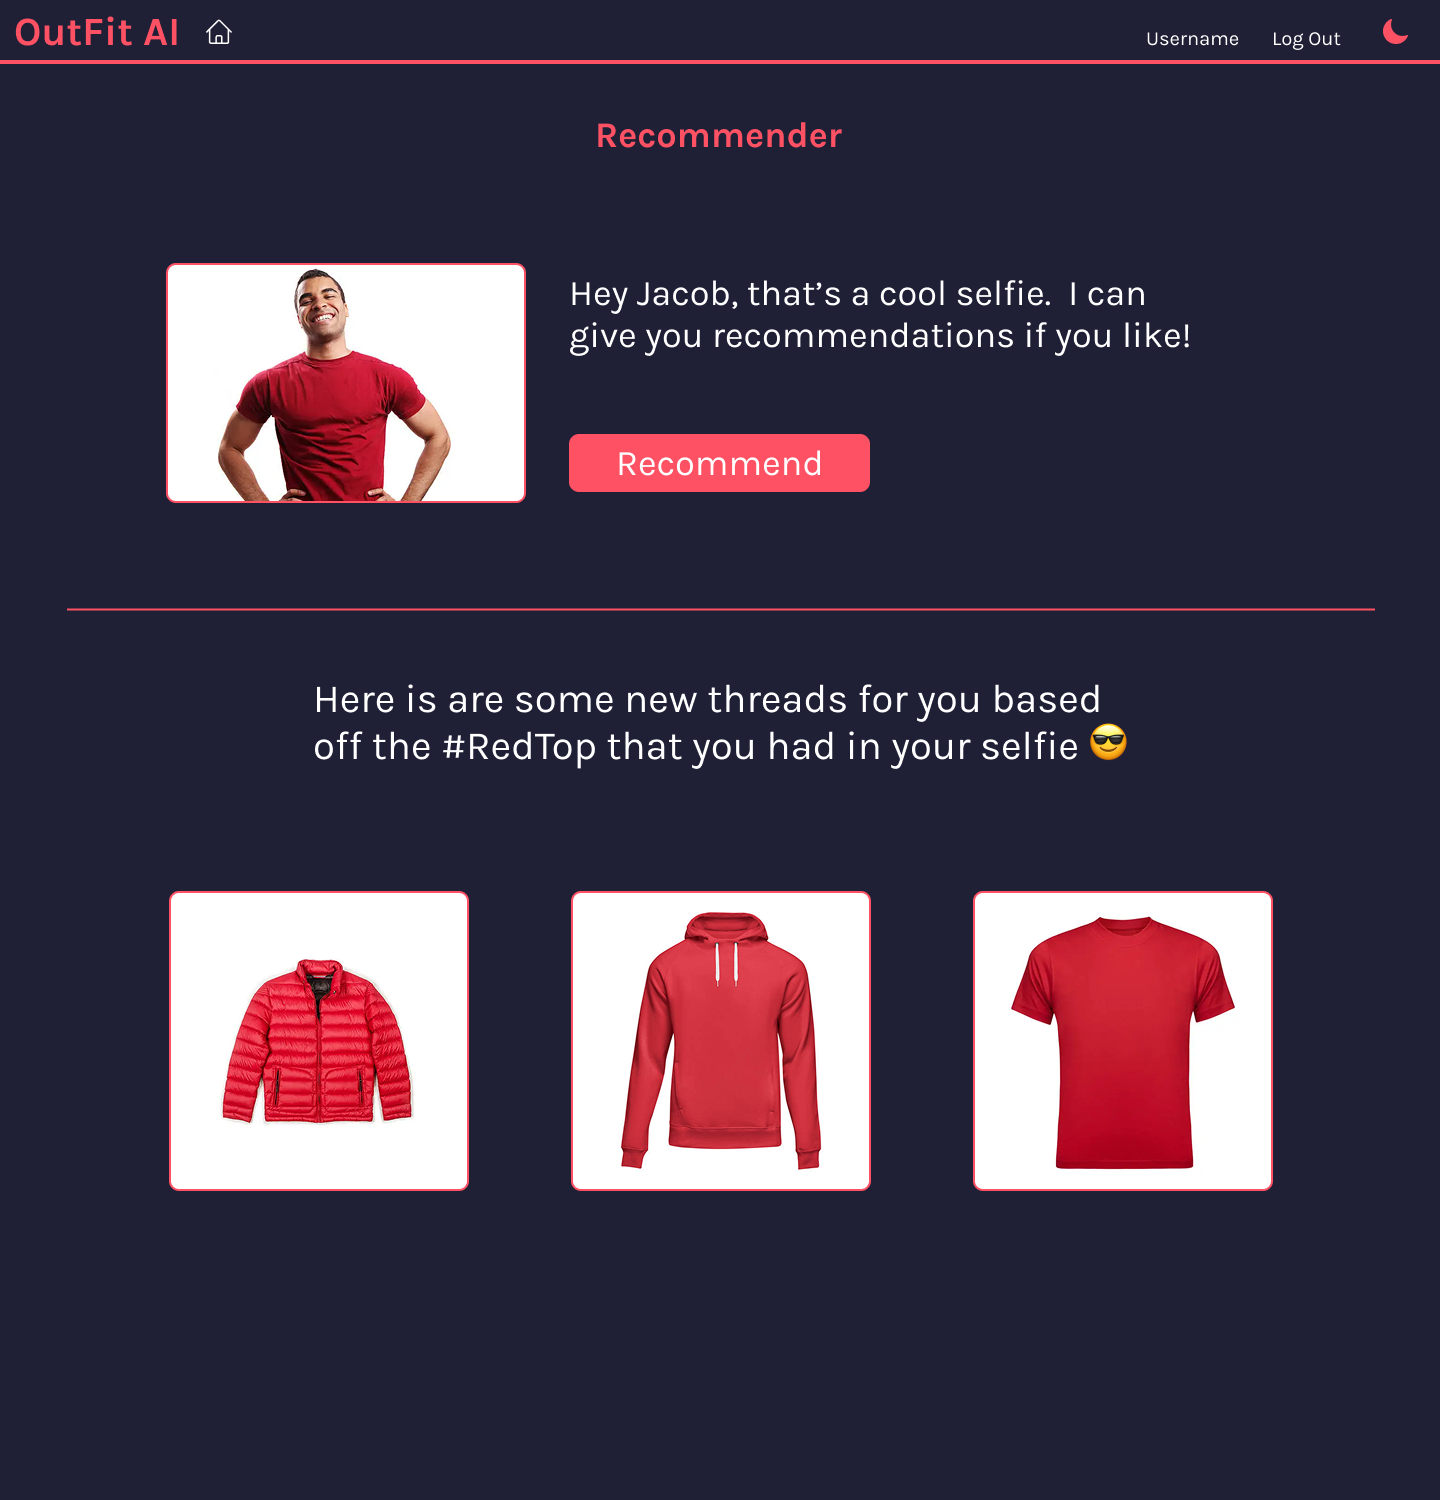 OutFit AI
Username
Log Out
Recommender
Hey Jacob, that’s a cool selfie.  I can
give you recommendations if you like!
Recommend
Here is are some new threads for you based
off the #RedTop that you had in your selfie 😎